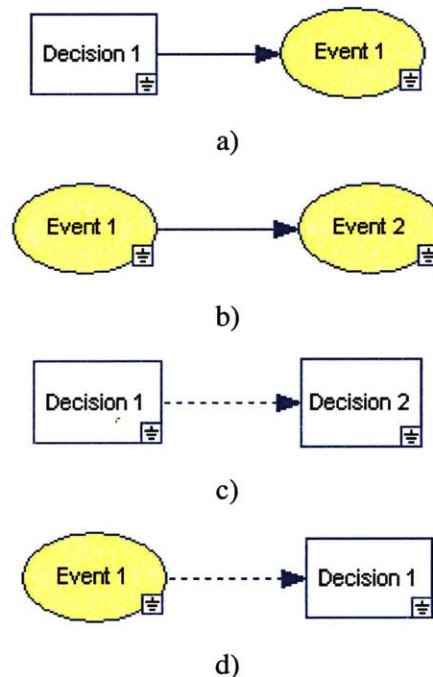 Decision 1 Event 1
a)
Event 1 Event 2
b)
Decision 1 Decision 2
c)
Event 1 Decision 1
d)